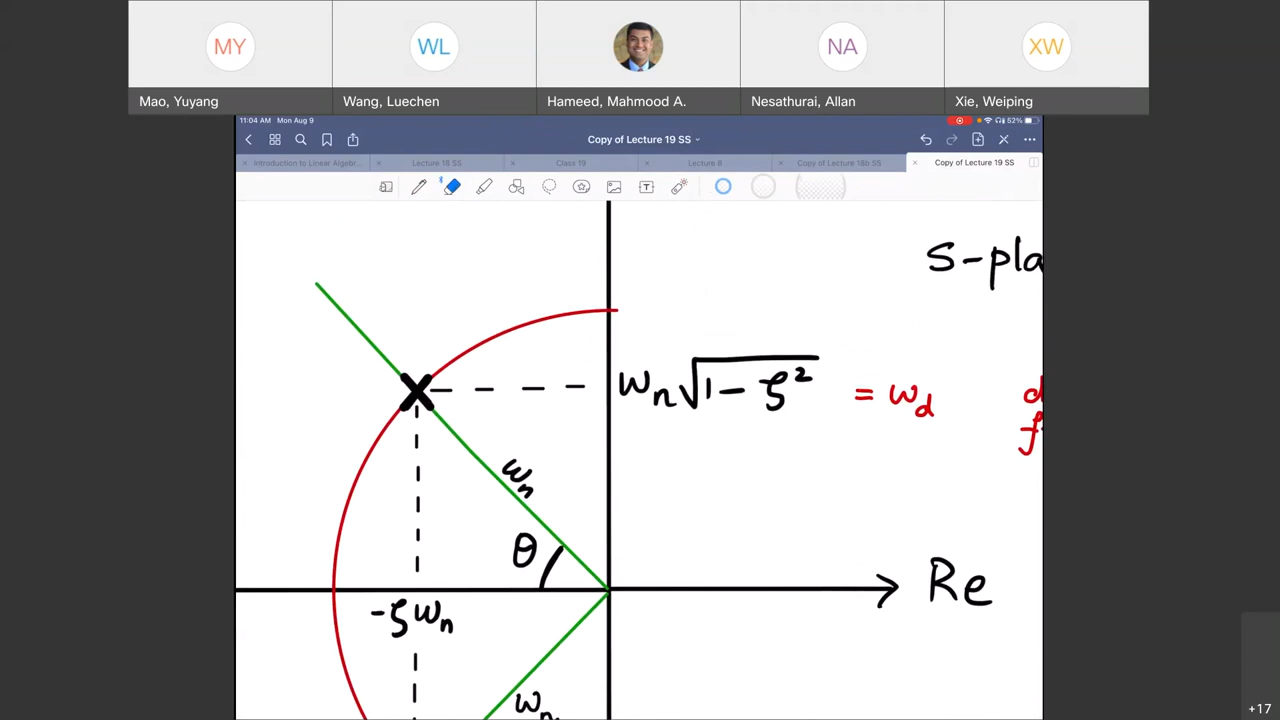 MY
WL
NA
XW
Mao, Yuyang
Wang, Luechen
Hameed, Mahmood A.
Nesathurai, Allan
Xie, Weiping
11:04 AM Mon Aug 9
52%
Copy of Lecture 19 SS
Introduction to Linear Algebr...
Lecture 18 SS
Class 19
Lecture 8
Copy of Lecture 18b SS
Copy of Lecture 19 SS
S-pla
ωn√1-ζ²
= ωd
ωn
θ
Re
-ζωn
ωn
+17